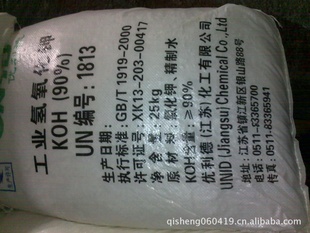 工业氢氧化钾
KOH (90%)
UN 编号: 1813
生产日期:
执行标准: GB/T 1919-2000
许可证号: XK13-203-00417
净含量: 25kg
原材料: 氯化钾、精制水
KOH含量: ≥90%
优利德(江苏)化工有限公司
UNID (Jiangsu) Chemical Co., Ltd
江苏省镇江新区银山路88号
电话: 0511-83365700
传真: 0511-83365941
qisheng060419.cn.alibaba.com